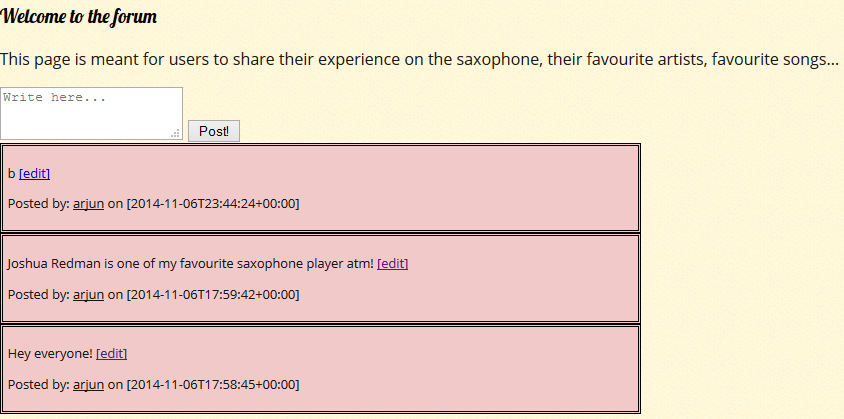 Welcome to the forum
This page is meant for users to share their experience on the saxophone, their favourite artists, favourite songs...
Write here...
Post!
b [edit]
Posted by: arjun on [2014-11-06T23:44:24+00:00]
Joshua Redman is one of my favourite saxophone player atm! [edit]
Posted by: arjun on [2014-11-06T17:59:42+00:00]
Hey everyone! [edit]
Posted by: arjun on [2014-11-06T17:58:45+00:00]